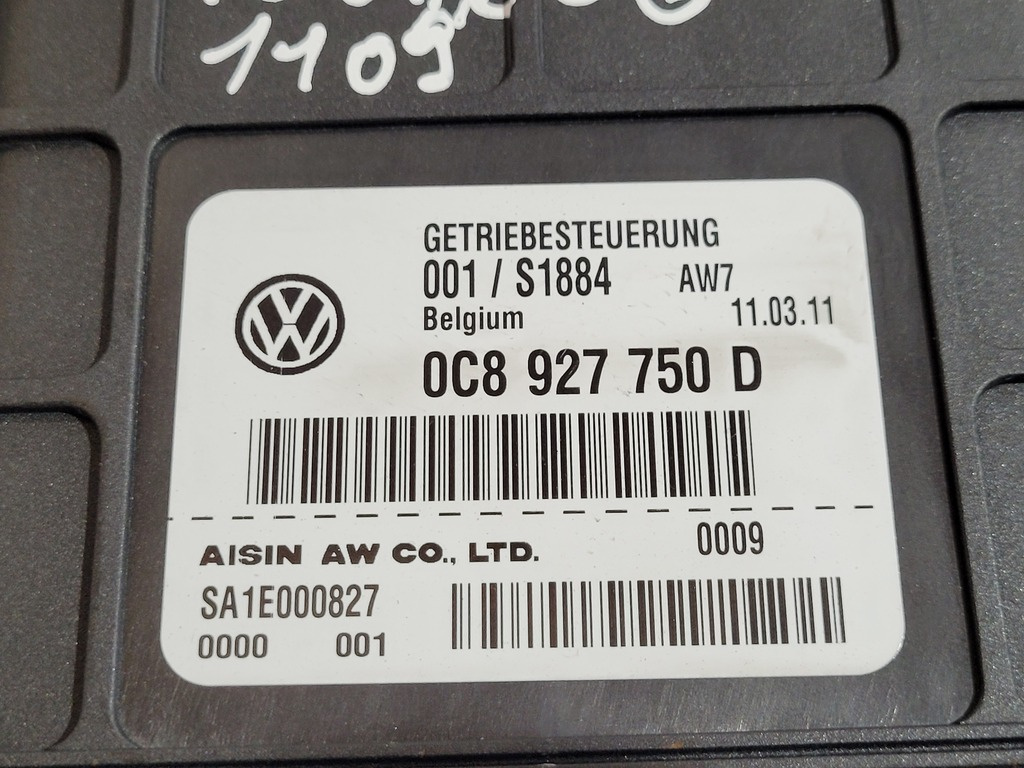 1109
GETRIEBESTEUERUNG
001 / S1884 AW7
Belgium 11.03.11
0C8 927 750 D
0009
AISIN AW CO., LTD.
SA1E000827
0000 001